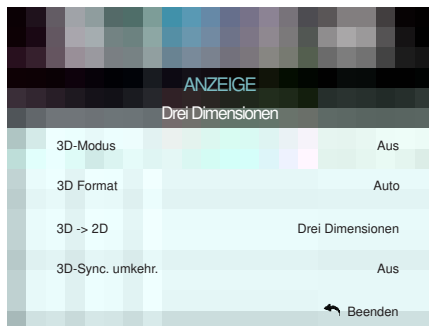 ANZEIGE
Drei Dimensionen
3D-Modus Aus
3D Format Auto
3D -> 2D Drei Dimensionen
3D-Sync. umkehr. Aus
Beenden